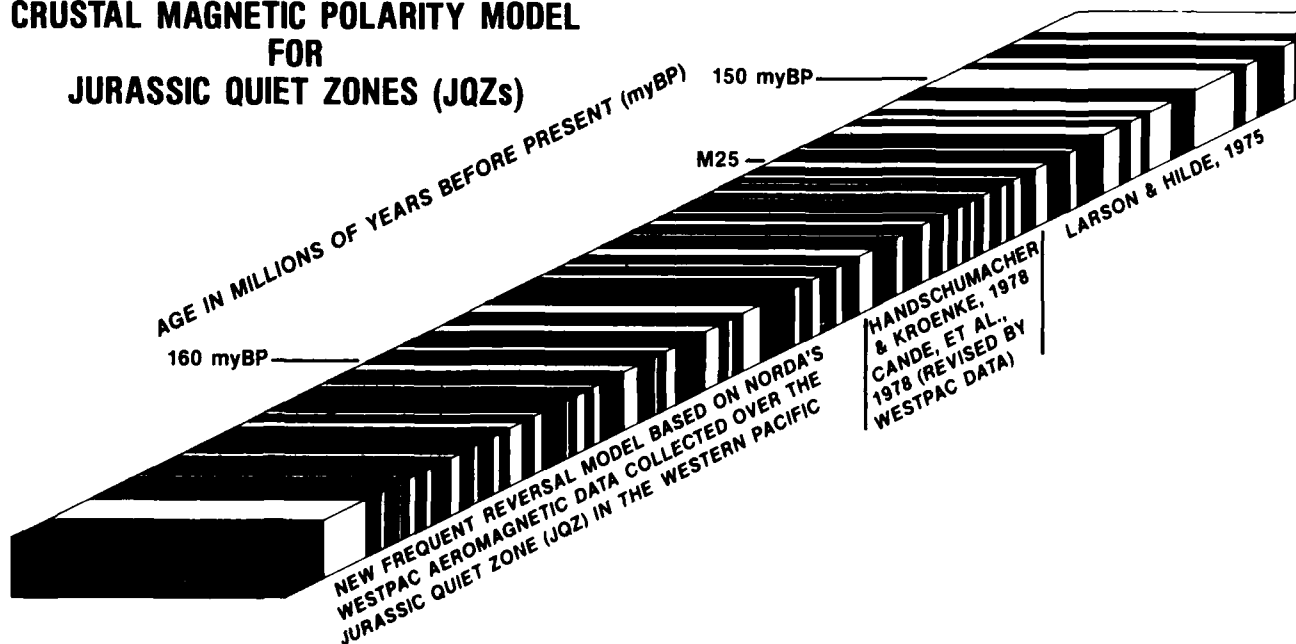 CRUSTAL MAGNETIC POLARITY MODEL
FOR
JURASSIC QUIET ZONES (JQZs)
AGE IN MILLIONS OF YEARS BEFORE PRESENT (myBP)
150 myBP
M25
160 myBP
LARSON & HILDE, 1975
HANDSCHUMACHER
& KROENKE, 1978
CANDE, ET AL.,
1978 (REVISED BY
WESTPAC DATA)
NEW FREQUENT REVERSAL MODEL BASED ON NORDA'S
WESTPAC AEROMAGNETIC DATA COLLECTED OVER THE
JURASSIC QUIET ZONE (JQZ) IN THE WESTERN PACIFIC